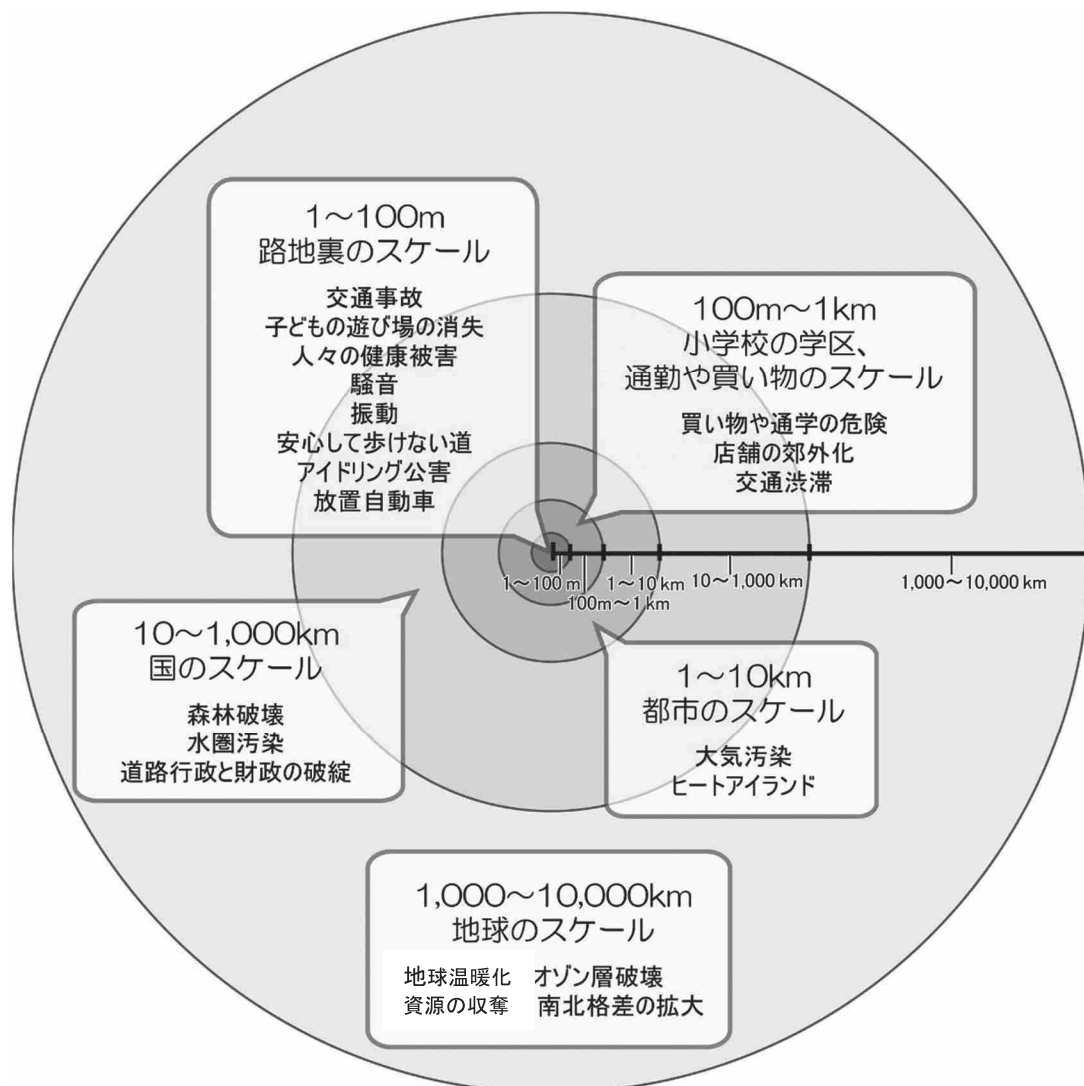 1～100m
路地裏のスケール
交通事故
子どもの遊び場の消失
人々の健康被害
騒音
振動
安心して歩けない道
アイドリング公害
放置自動車
100m～1km
小学校の学区、
通勤や買い物のスケール
買い物や通学の危険
店舗の郊外化
交通渋滞
1～100 m
100m～1 km
1～10 km
10～1,000 km
1,000～10,000 km
10～1,000km
国のスケール
森林破壊
水圏汚染
道路行政と財政の破綻
1～10km
都市のスケール
大気汚染
ヒートアイランド
1,000～10,000km
地球のスケール
地球温暖化 オゾン層破壊
資源の収奪 南北格差の拡大